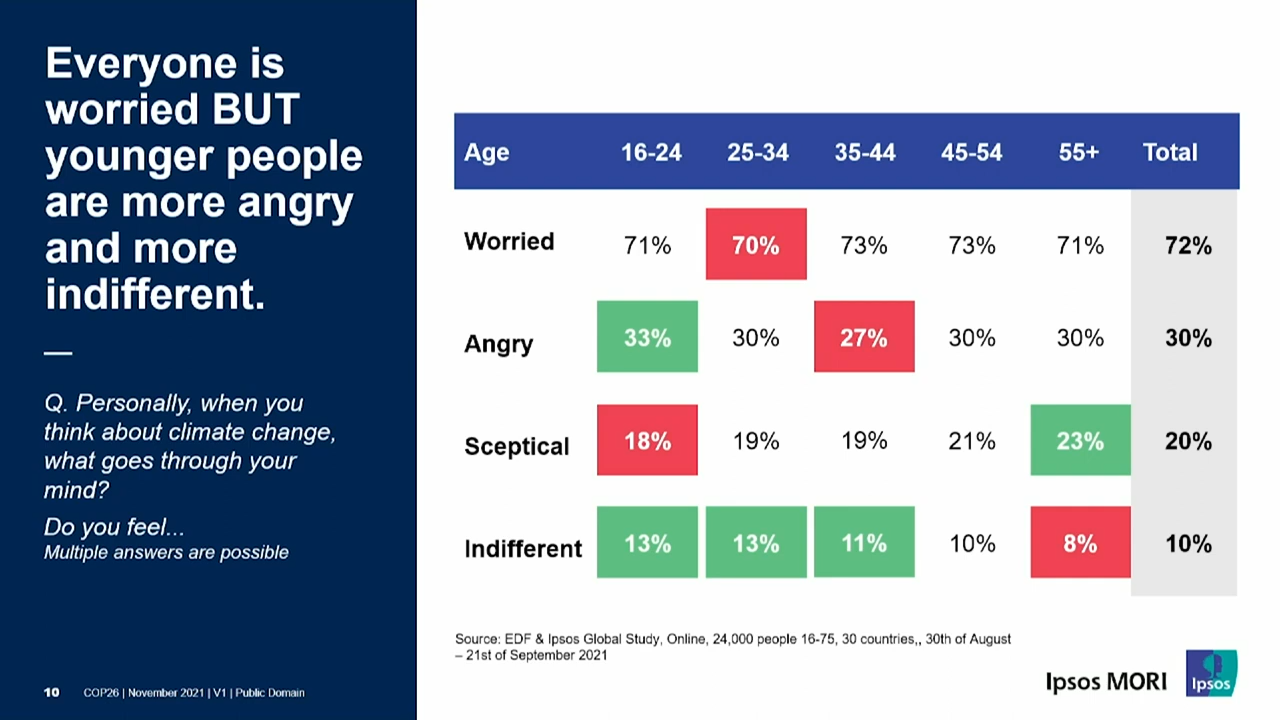 Everyone is
worried BUT
younger people
are more angry
and more
indifferent.
Q. Personally, when you
think about climate change,
what goes through your
mind?
Do you feel...
Multiple answers are possible
10 COP26 | November 2021 | V1 | Public Domain
Age 16-24 25-34 35-44 45-54 55+ Total
Worried 71% 70% 73% 73% 71% 72%
Angry 33% 30% 27% 30% 30% 30%
Sceptical 18% 19% 19% 21% 23% 20%
Indifferent 13% 13% 11% 10% 8% 10%
Source: EDF & Ipsos Global Study, Online, 24,000 people 16-75, 30 countries,, 30th of August
– 21st of September 2021
Ipsos MORI Ipsos